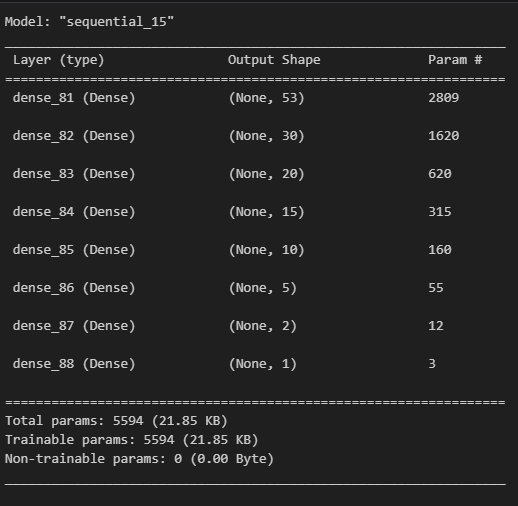 Model: "sequential_15"
_________________________________________________________________
Layer (type) Output Shape Param #
=================================================================
dense_81 (Dense) (None, 53) 2809
dense_82 (Dense) (None, 30) 1620
dense_83 (Dense) (None, 20) 620
dense_84 (Dense) (None, 15) 315
dense_85 (Dense) (None, 10) 160
dense_86 (Dense) (None, 5) 55
dense_87 (Dense) (None, 2) 12
dense_88 (Dense) (None, 1) 3
=================================================================
Total params: 5594 (21.85 KB)
Trainable params: 5594 (21.85 KB)
Non-trainable params: 0 (0.00 Byte)
_________________________________________________________________